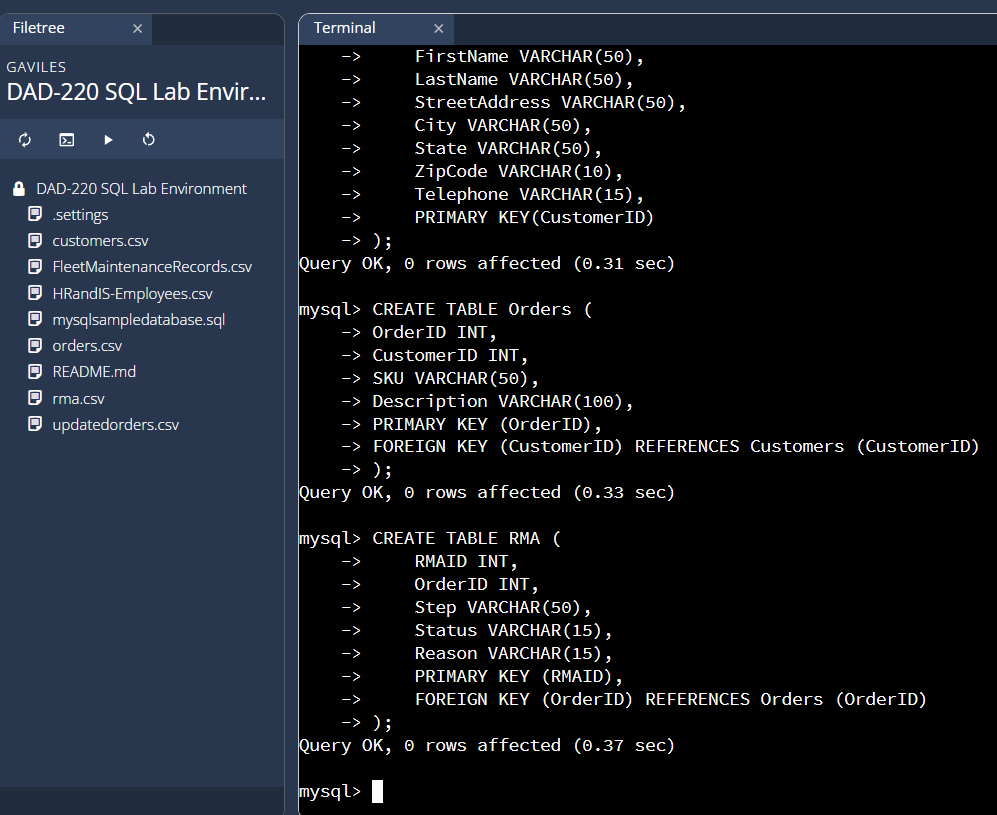 Filetree
GAVILES
DAD-220 SQL Lab Envir...
DAD-220 SQL Lab Environment
.settings
customers.csv
FleetMaintenanceRecords.csv
HRandIS-Employees.csv
mysqlsampledatabase.sql
orders.csv
README.md
rma.csv
updatedorders.csv
Terminal
->     FirstName VARCHAR(50),
->     LastName VARCHAR(50),
->     StreetAddress VARCHAR(50),
->     City VARCHAR(50),
->     State VARCHAR(50),
->     ZipCode VARCHAR(10),
->     Telephone VARCHAR(15),
->     PRIMARY KEY(CustomerID)
-> );
Query OK, 0 rows affected (0.31 sec)
mysql> CREATE TABLE Orders (
-> OrderID INT,
-> CustomerID INT,
-> SKU VARCHAR(50),
-> Description VARCHAR(100),
-> PRIMARY KEY (OrderID),
-> FOREIGN KEY (CustomerID) REFERENCES Customers (CustomerID)
-> );
Query OK, 0 rows affected (0.33 sec)
mysql> CREATE TABLE RMA (
->     RMAID INT,
->     OrderID INT,
->     Step VARCHAR(50),
->     Status VARCHAR(15),
->     Reason VARCHAR(15),
->     PRIMARY KEY (RMAID),
->     FOREIGN KEY (OrderID) REFERENCES Orders (OrderID)
-> );
Query OK, 0 rows affected (0.37 sec)
mysql>